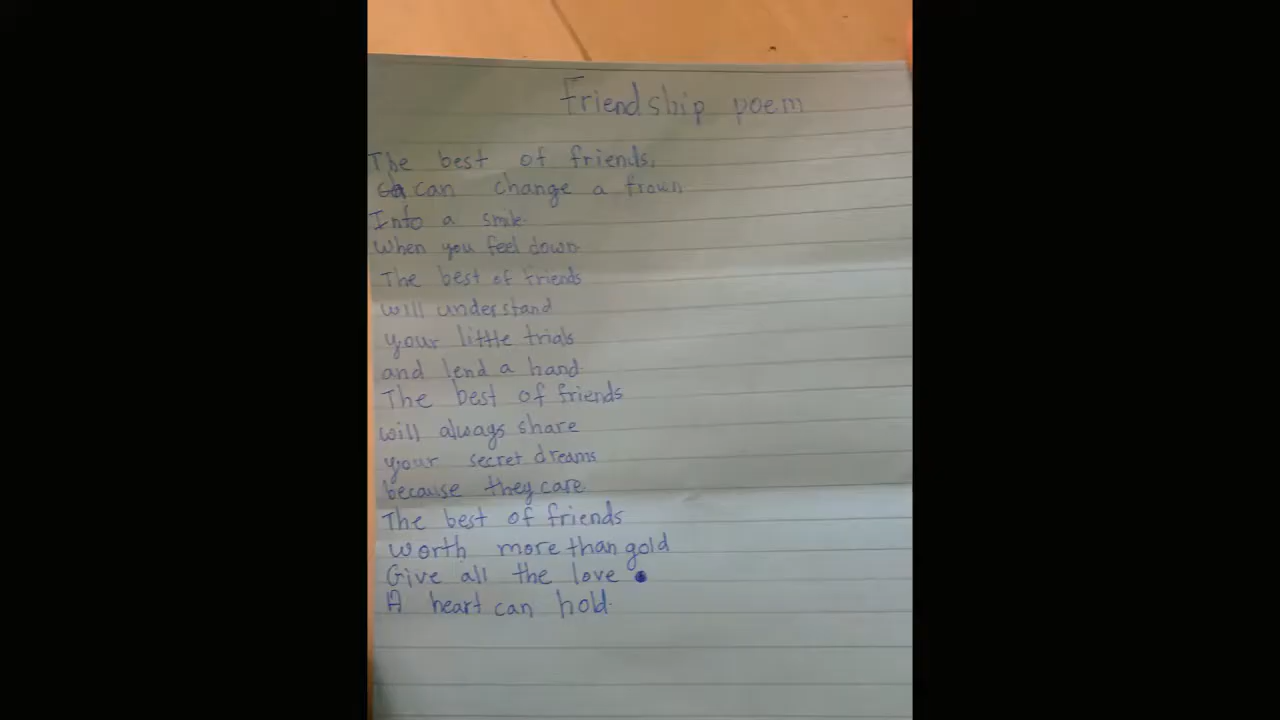 Friendship poem
The best of friends,
can change a frown
Into a smile.
When you feel down.
The best of friends
will understand
your little trials
and lend a hand.
The best of friends
will always share
your secret dreams
because they care.
The best of friends
worth more than gold
Give all the love
A heart can hold.